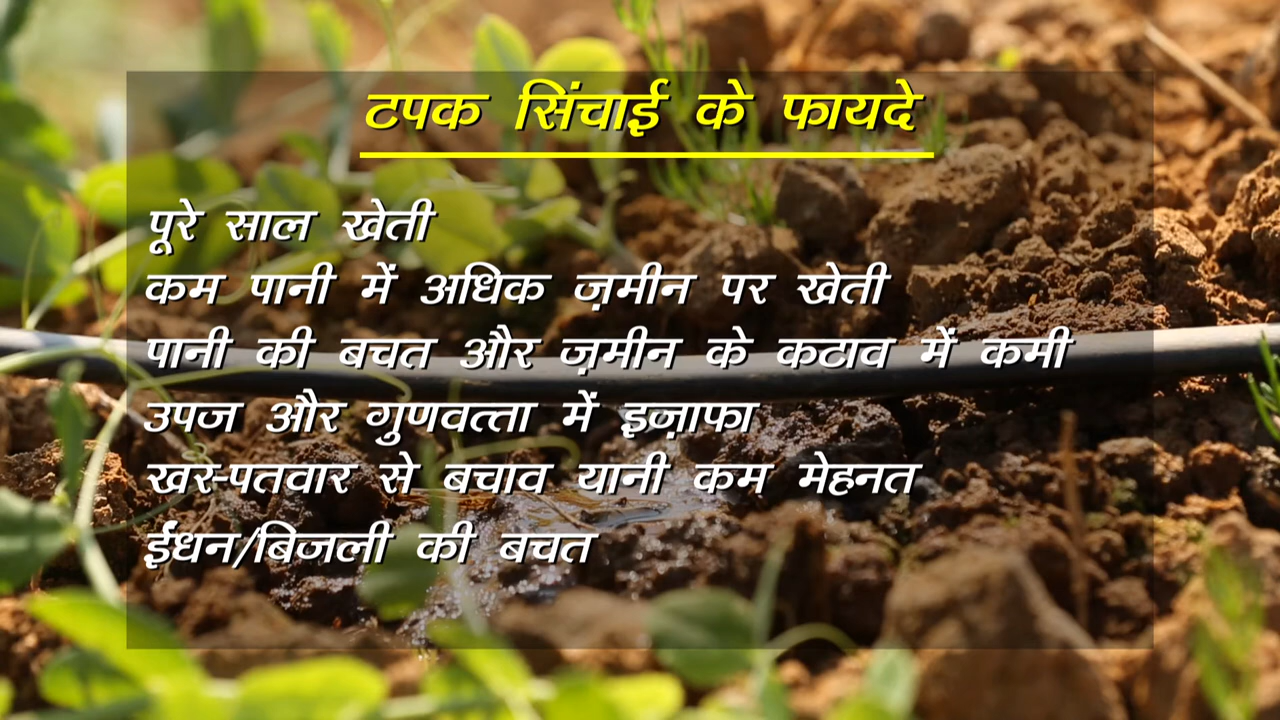 टपक सिंचाई के फायदे
पूरे साल खेती
कम पानी में अधिक ज़मीन पर खेती
पानी की बचत और ज़मीन के कटाव में कमी
उपज और गुणवत्ता में इज़ाफा
खर-पतवार से बचाव यानी कम मेहनत
ईंधन/बिजली की बचत